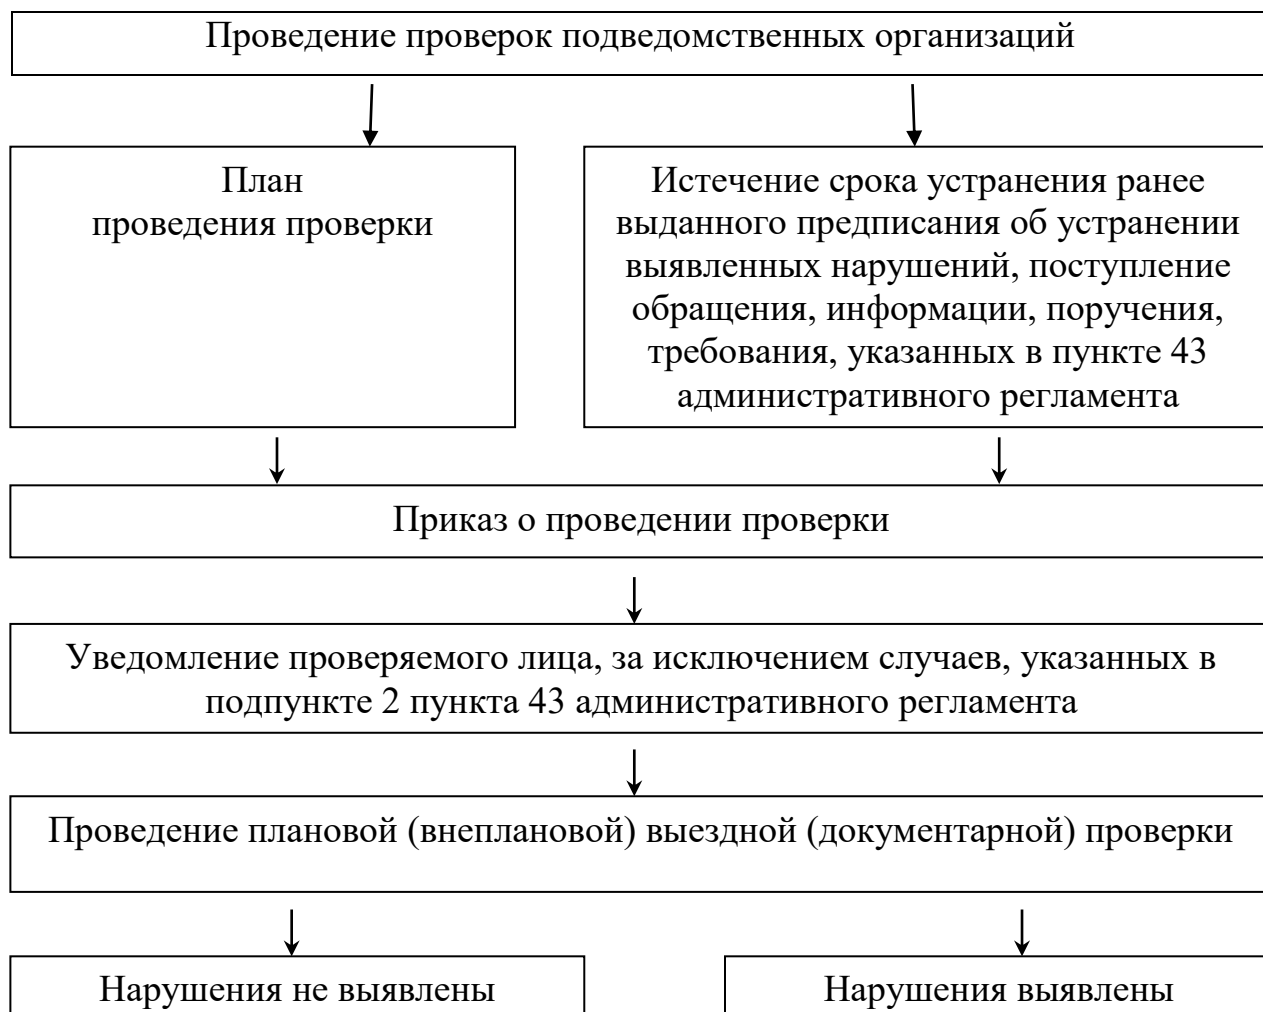 Проведение проверок подведомственных организаций
План
проведения проверки
Истечение срока устранения ранее
выданного предписания об устранении
выявленных нарушений, поступление
обращения, информации, поручения,
требования, указанных в пункте 43
административного регламента
Приказ о проведении проверки
Уведомление проверяемого лица, за исключением случаев, указанных в
подпункте 2 пункта 43 административного регламента
Проведение плановой (внеплановой) выездной (документарной) проверки
Нарушения не выявлены
Нарушения выявлены